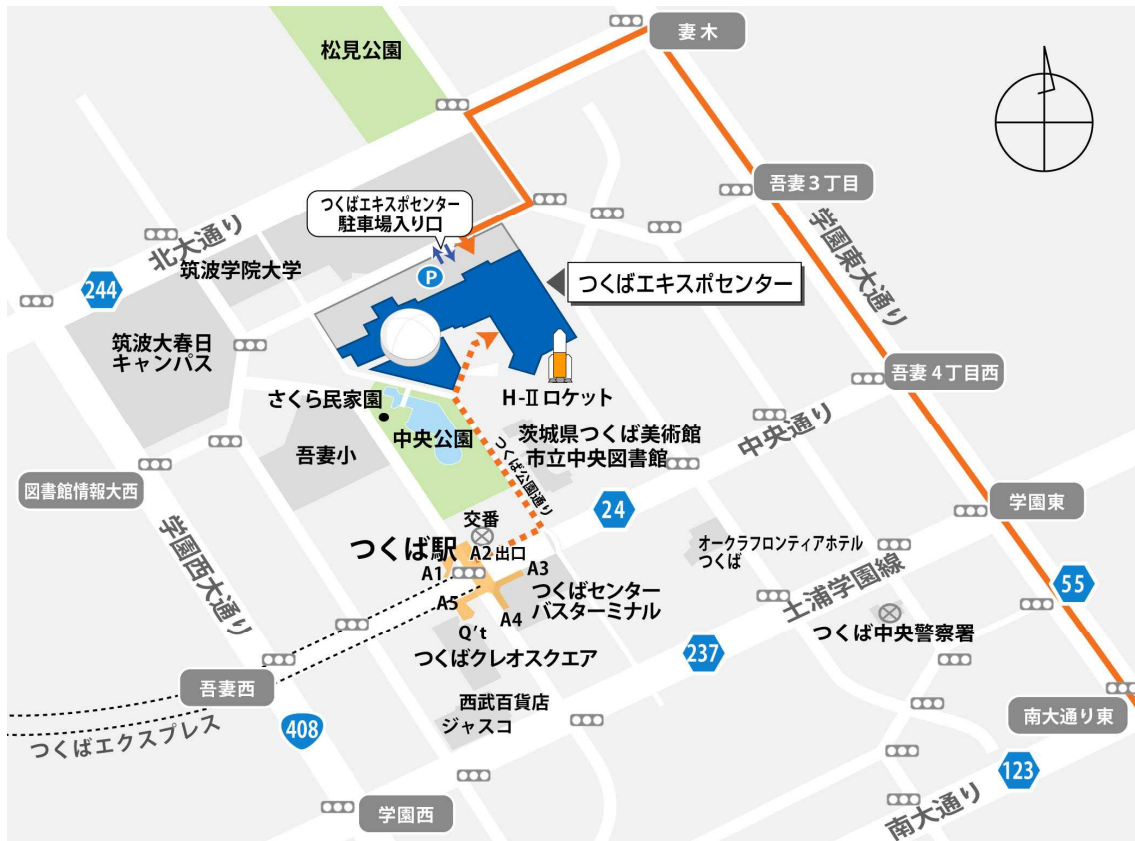 妻木
松見公園
吾妻3丁目
つくばエキスポセンター
駐車場入り口
学園東大通り
北大通り
筑波学院大学
P
つくばエキスポセンター
244
筑波大春日
キャンパス
吾妻4丁目西
さくら民家園
H-Ⅱロケット
中央公園
茨城県つくば美術館
市立中央図書館
中央通り
吾妻小
つくば公園通り
図書館情報大西
学園東
24
交番
つくば駅
A2出口
オークラフロンティアホテル
つくば
学園西大通り
A1
A3
つくばセンター
バスターミナル
土浦学園線
55
A5
A4
つくば中央警察署
Q't
つくばクレオスクエア
237
吾妻西
西武百貨店
ジャスコ
南大通り東
408
つくばエクスプレス
123
学園西
南大通り